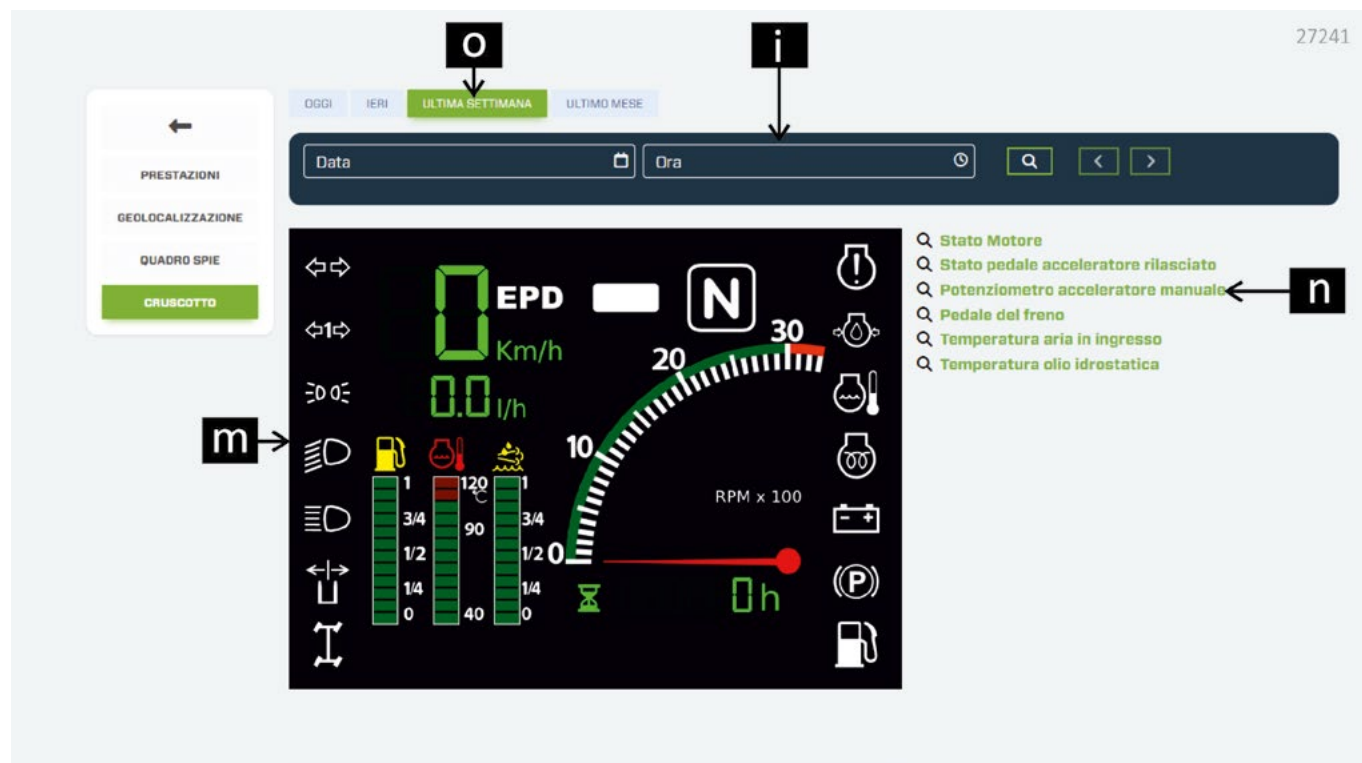 o
i
27241
OGGI IERI ULTIMA SETTIMANA ULTIMO MESE
Data Ora
PRESTAZIONI
GEOLOCALIZZAZIONE
QUADRO SPIE
CRUSCOTTO
Stato Motore
Stato pedale acceleratore rilasciato
Potenziometro acceleratore manuale
n
Pedale del freno
Temperatura aria in ingresso
Temperatura olio idrostatica
0 EPD N
Km/h
1
0.0 l/h
m
30
20
10
0
RPM x 100
1 120 1
°C
3/4 90 3/4
1/2 1/2
1/4 1/4
0 40 0
0 h
P